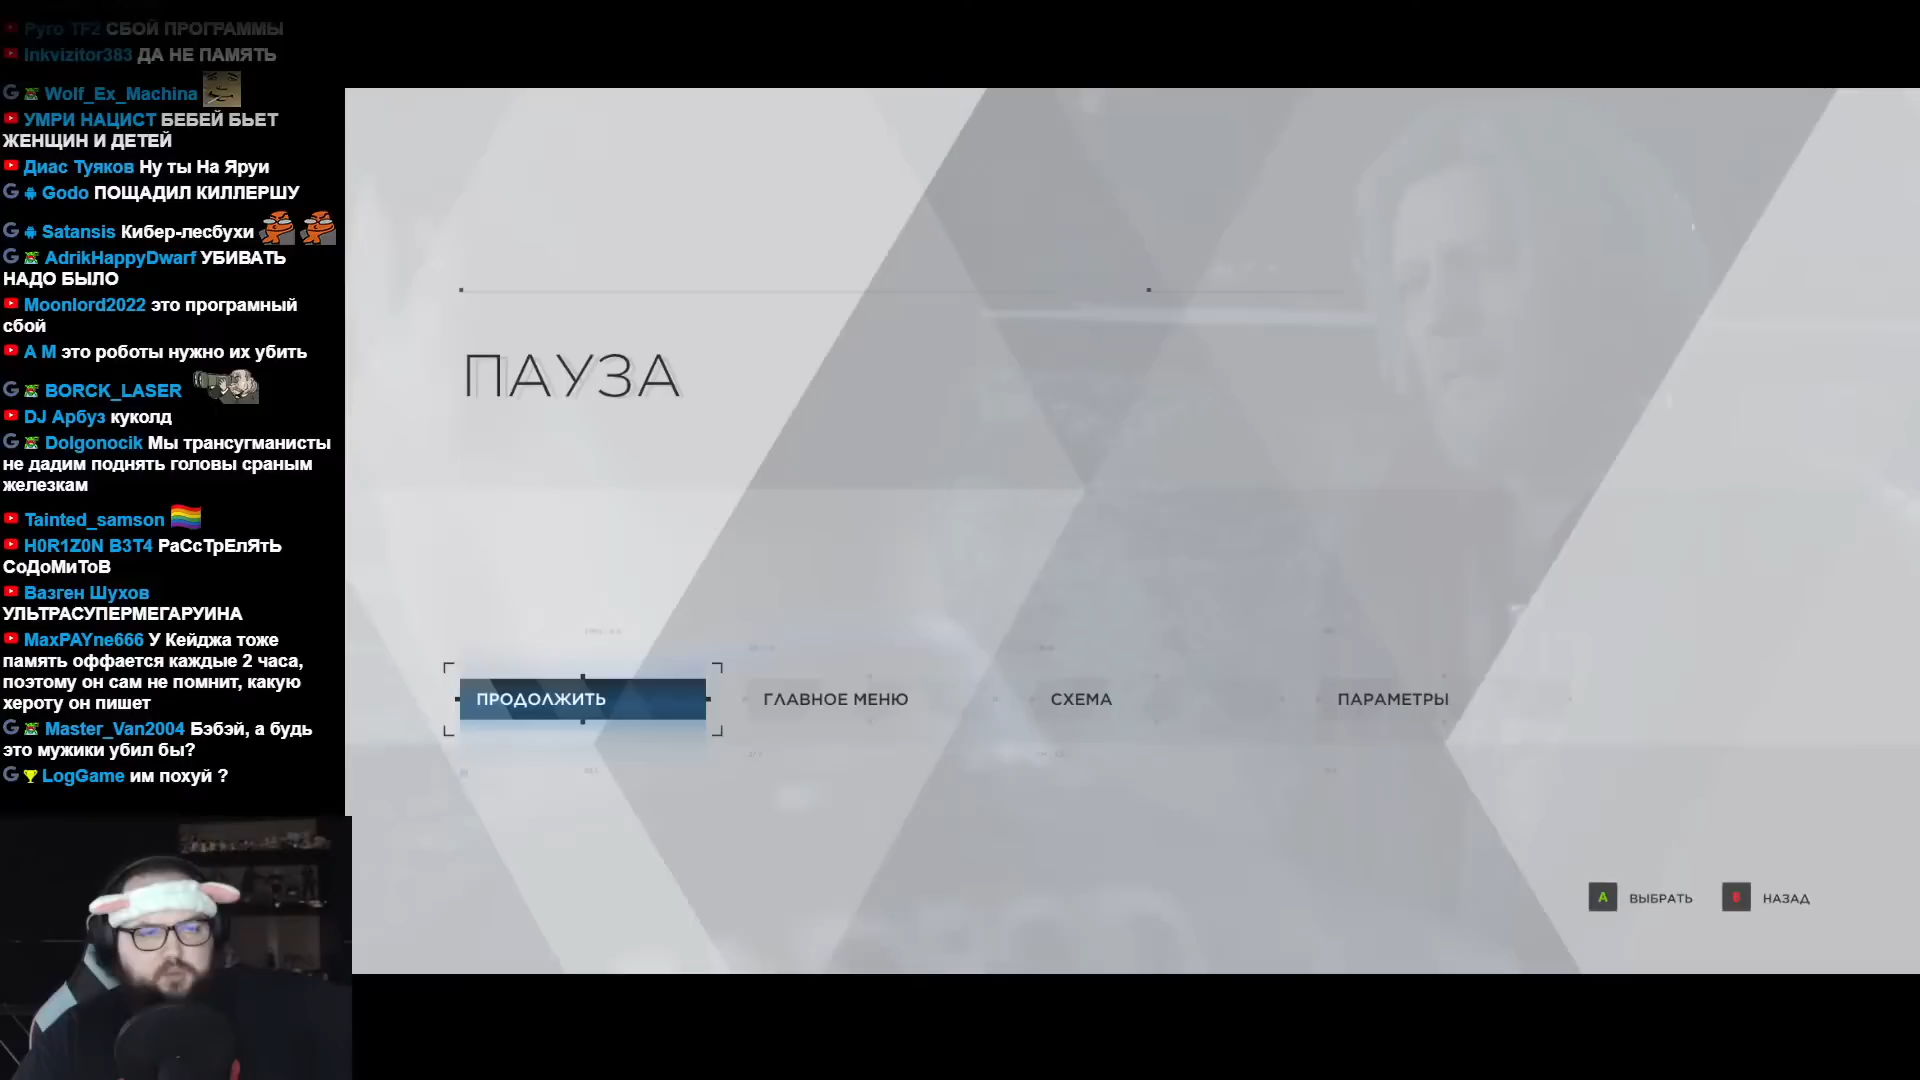 Pyro TF2 СБОЙ ПРОГРАММЫ
Inkvizitor383 ДА НЕ ПАМЯТЬ
Wolf_Ex_Machina
УМРИ НАЦИСТ БЕБЕЙ БЬЕТ
ЖЕНЩИН И ДЕТЕЙ
Диас Туяков Ну ты На Яруи
Godo ПОЩАДИЛ КИЛЛЕРШУ
Satansis Кибер-лесбухи
AdrikHappyDwarf УБИВАТЬ
НАДО БЫЛО
Moonlord2022 это програмный
сбой
А М это роботы нужно их убить
BORCK_LASER
DJ Арбуз куколд
Dolgonocik Мы трансугманисты
не дадим поднять головы сраным
железкам
Tainted_samson
H0R1Z0N B3T4 РаСсТрЕлЯтЬ
СоДоМиТоВ
Вазген Шухов
УЛЬТРАСУПЕРМЕГАРУИНА
MaxPAYne666 У Кейджа тоже
память оффается каждые 2 часа,
поэтому он сам не помнит, какую
хероту он пишет
Master_Van2004 Бэбэй, а будь
это мужики убил бы?
LogGame им похуй ?
ПАУЗА
ПРОДОЛЖИТЬ
ГЛАВНОЕ МЕНЮ
СХЕМА
ПАРАМЕТРЫ
A ВЫБРАТЬ
B НАЗАД